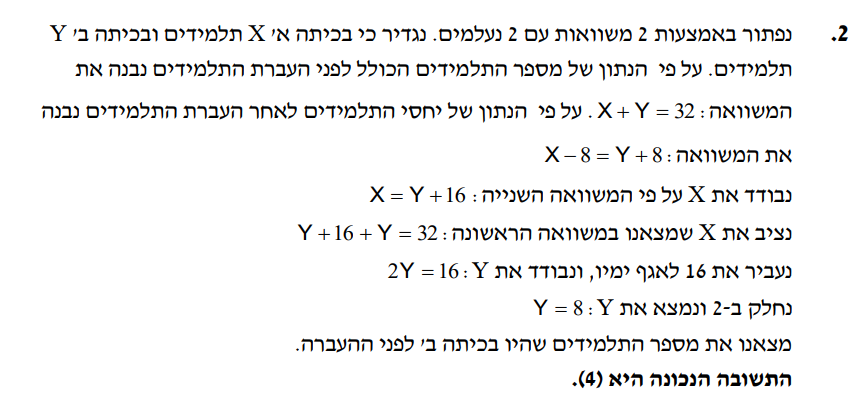 2. נפתור באמצעות 2 משוואות עם 2 נעלמים. נגדיר כי בכיתה א׳ X תלמידים ובכיתה ב׳ Y
תלמידים. על פי הנתון של מספר התלמידים הכולל לפני העברת התלמידים נבנה את
המשוואה: X + Y = 32. על פי הנתון של יחסי התלמידים לאחר העברת התלמידים נבנה
את המשוואה: X – 8 = Y + 8
נבודד את X על פי המשוואה השנייה: X = Y + 16
נציב את X שמצאנו במשוואה הראשונה: Y + 16 + Y = 32
נעביר את 16 לאגף ימיו, ונבודד את Y: 2Y = 16
נחלק ב-2 ונמצא את Y: Y = 8
מצאנו את מספר התלמידים שהיו בכיתה ב׳ לפני ההעברה.
התשובה הנכונה היא (4).